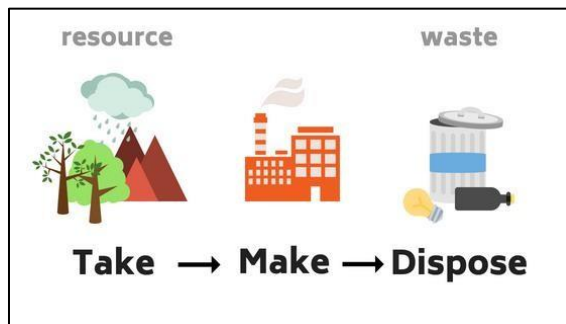 resource waste
Take → Make → Dispose